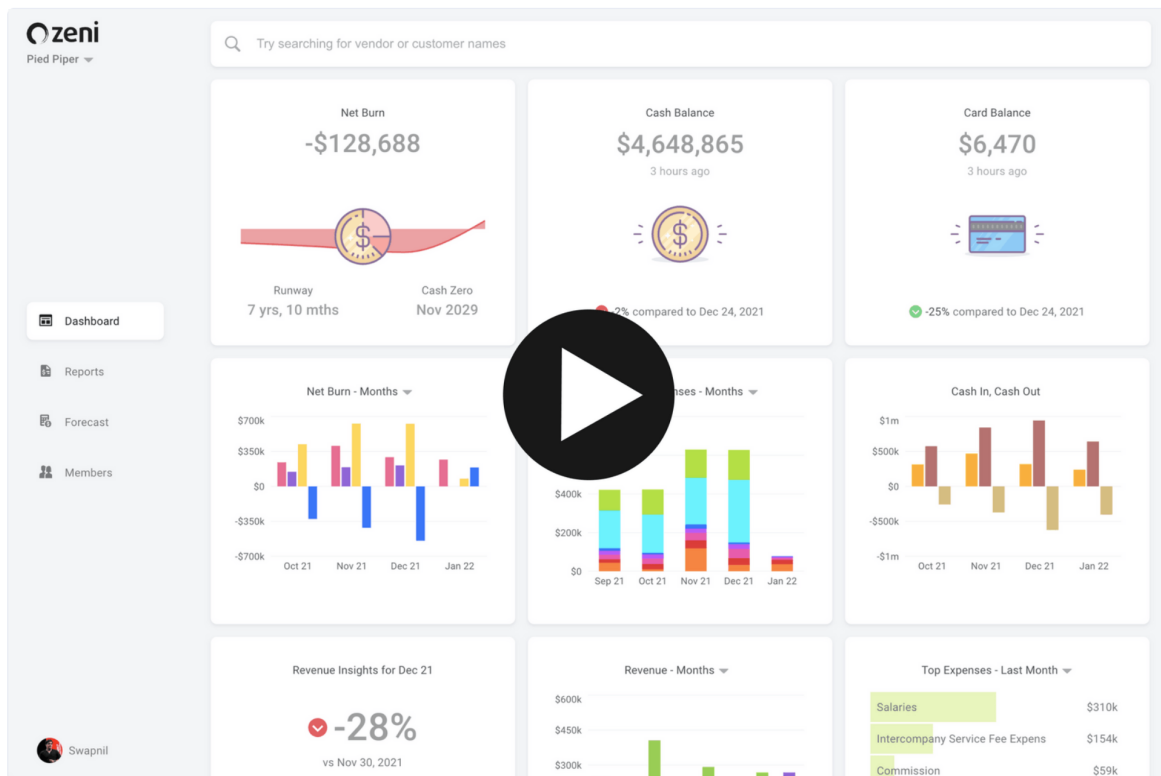 zeni
Pied Piper
Try searching for vendor or customer names
Net Burn
-$128,688
Runway
7 yrs, 10 mths
Cash Zero
Nov 2029
Cash Balance
$4,648,865
3 hours ago
-2% compared to Dec 24, 2021
Card Balance
$6,470
3 hours ago
-25% compared to Dec 24, 2021
Dashboard
Reports
Forecast
Members
Net Burn - Months
$700k
$350k
$0
-$350k
-$700k
Oct 21 Nov 21 Dec 21 Jan 22
- Months
$400k
$200k
$0
Sep 21 Oct 21 Nov 21 Dec 21 Jan 22
Cash In, Cash Out
$1m
$500k
$0
-$500k
-$1m
Oct 21 Nov 21 Dec 21 Jan 22
Revenue Insights for Dec 21
-28%
vs Nov 30, 2021
Revenue - Months
$600k
$450k
$300k
Top Expenses - Last Month
Salaries $310k
Intercompany Service Fee Expens $154k
Commission $59k
Swapnil